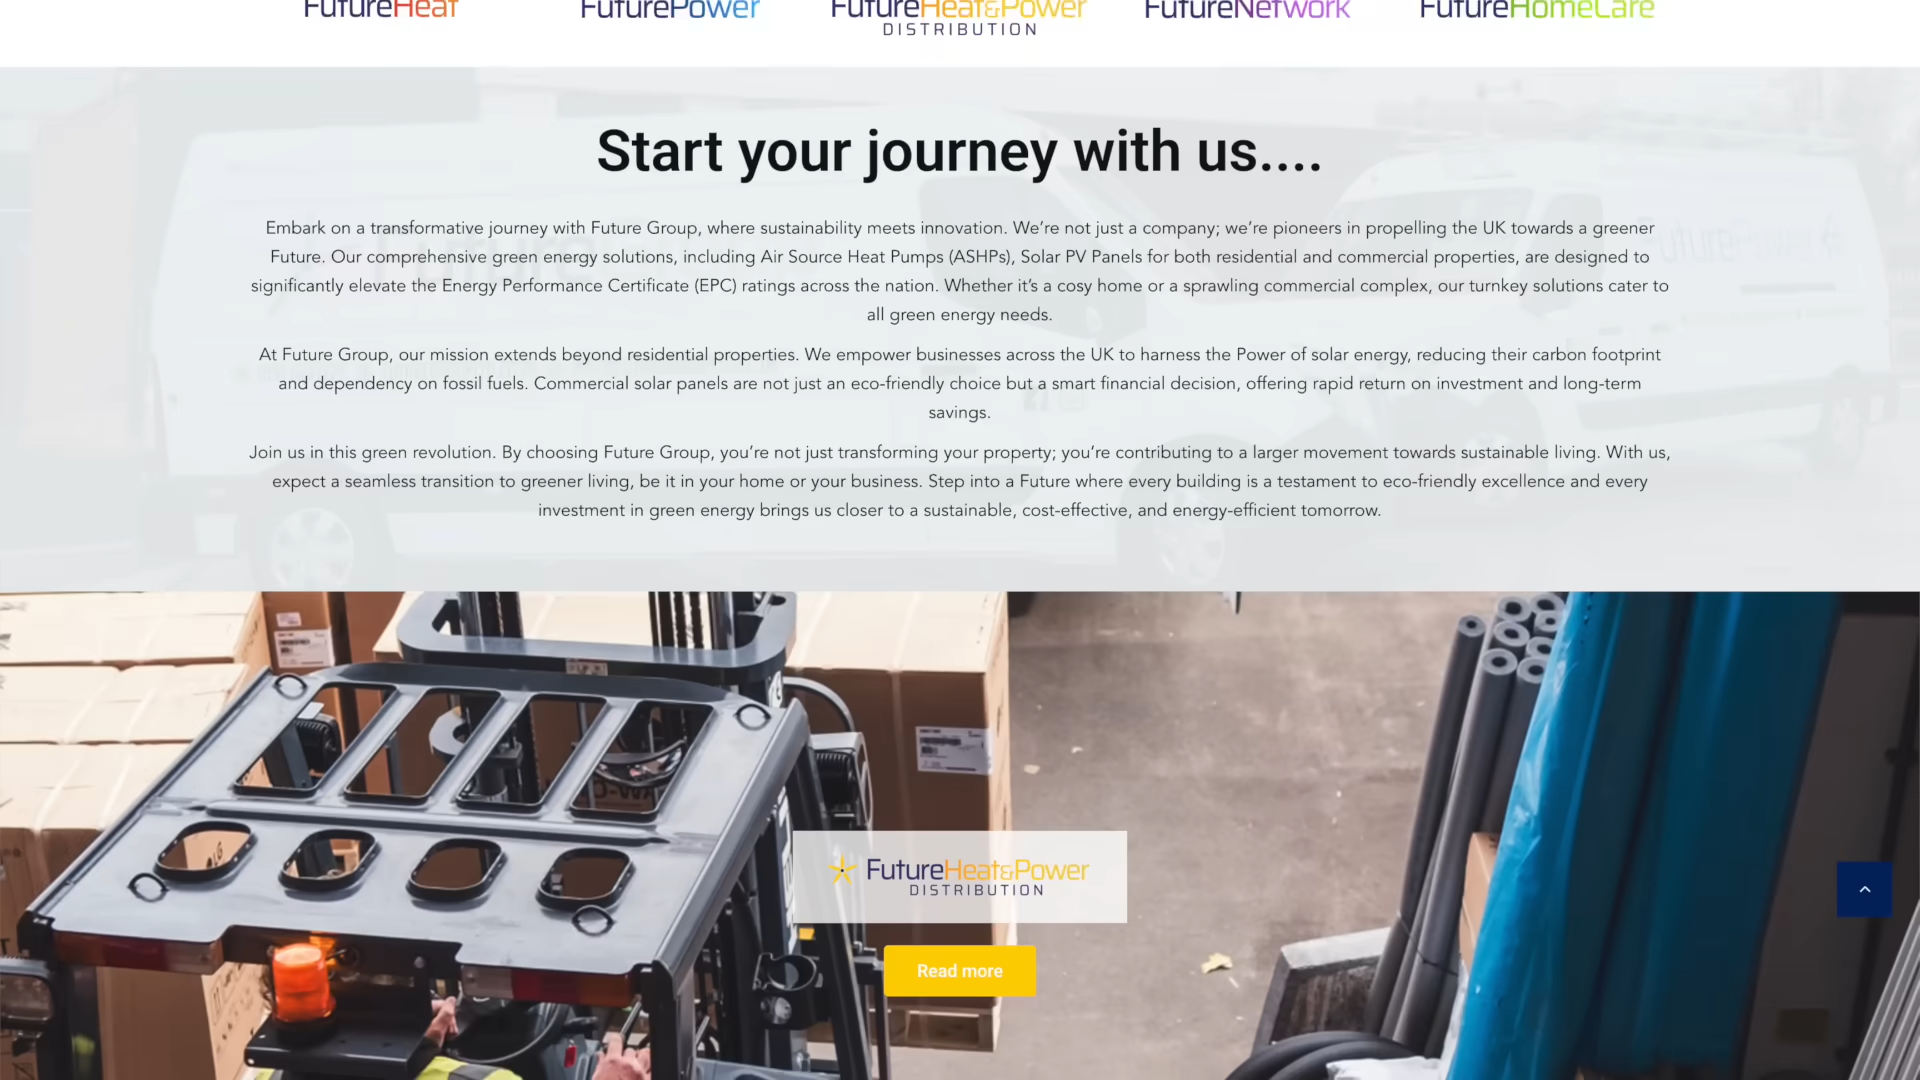 FutureHeat
FuturePower
FutureHeat&Power
DISTRIBUTION
FutureNetwork
FutureHomeCare
Start your journey with us....
Embark on a transformative journey with Future Group, where sustainability meets innovation. We’re not just a company; we’re pioneers in propelling the UK towards a greener
Future. Our comprehensive green energy solutions, including Air Source Heat Pumps (ASHPs), Solar PV Panels for both residential and commercial properties, are designed to
significantly elevate the Energy Performance Certificate (EPC) ratings across the nation. Whether it’s a cosy home or a sprawling commercial complex, our turnkey solutions cater to
all green energy needs.
At Future Group, our mission extends beyond residential properties. We empower businesses across the UK to harness the Power of solar energy, reducing their carbon footprint
and dependency on fossil fuels. Commercial solar panels are not just an eco-friendly choice but a smart financial decision, offering rapid return on investment and long-term
savings.
Join us in this green revolution. By choosing Future Group, you’re not just transforming your property; you’re contributing to a larger movement towards sustainable living. With us,
expect a seamless transition to greener living, be it in your home or your business. Step into a Future where every building is a testament to eco-friendly excellence and every
investment in green energy brings us closer to a sustainable, cost-effective, and energy-efficient tomorrow.
FutureHeat&Power
DISTRIBUTION
Read more